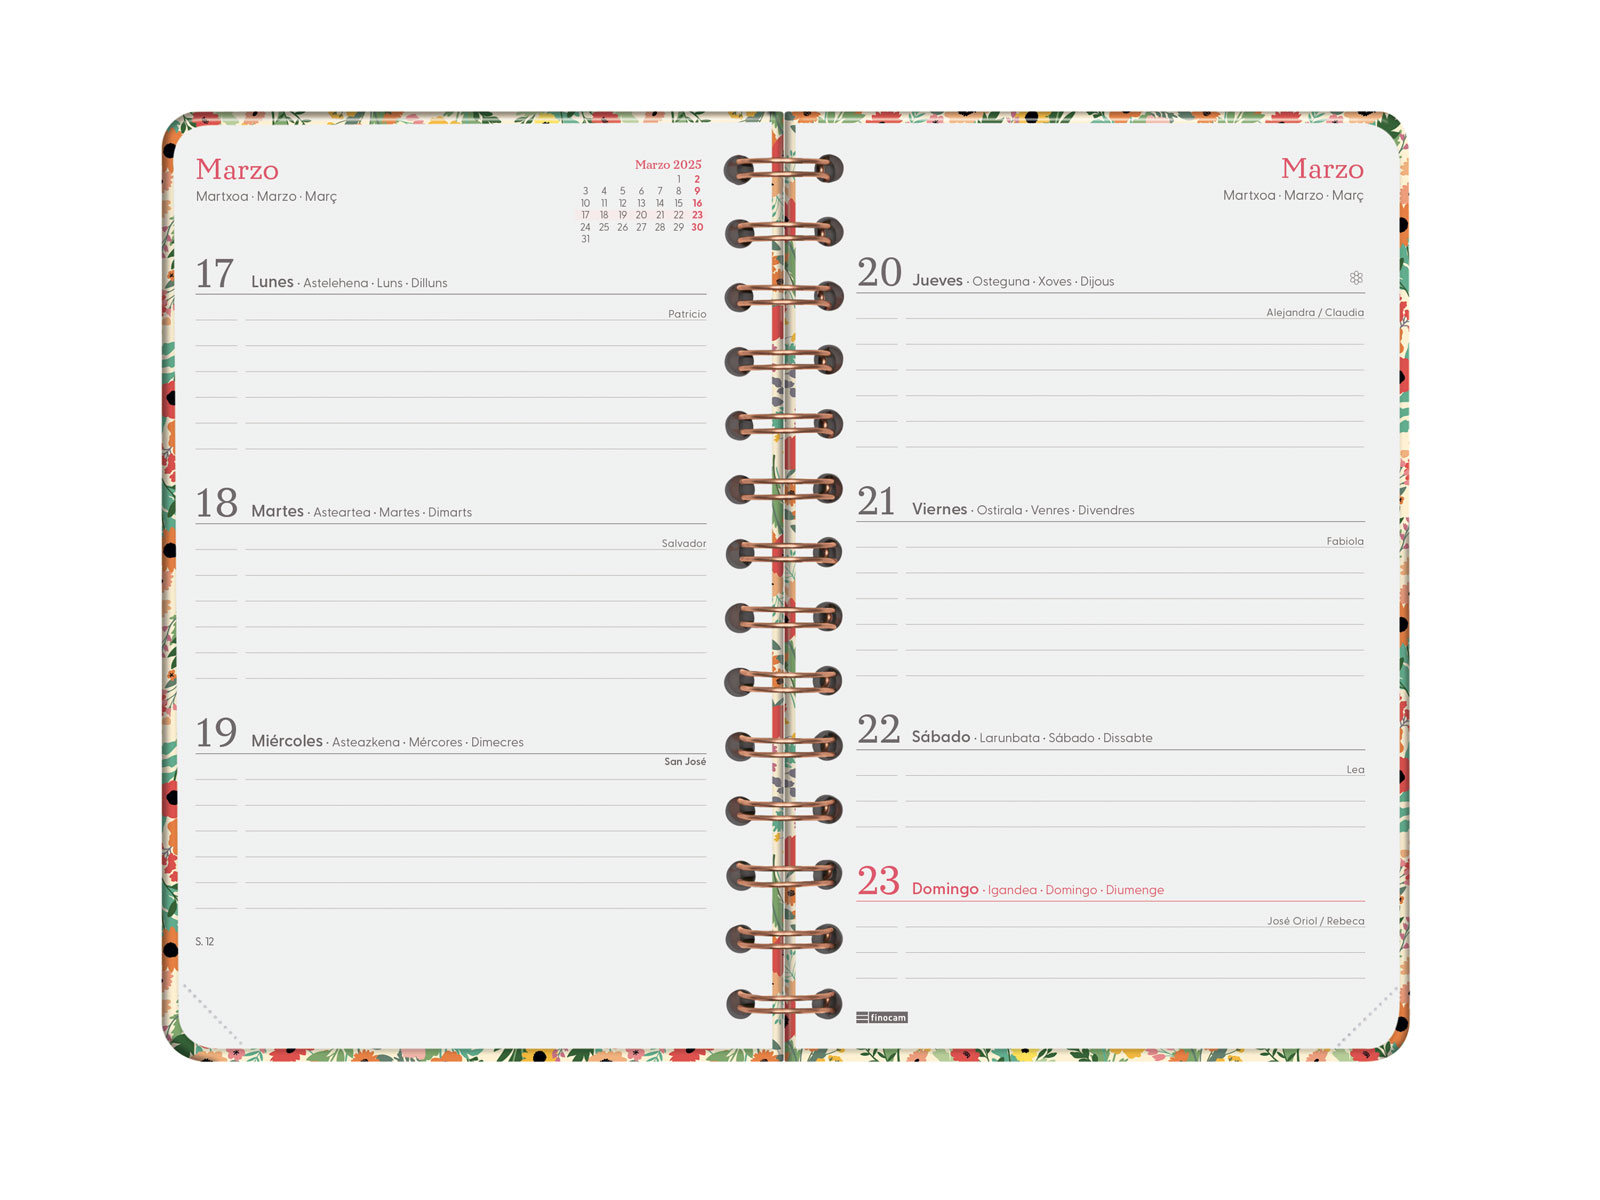 Marzo
Martxoa · Marzo · Març
Marzo 2025
1 2
3 4 5 6 7 8 9
10 11 12 13 14 15 16
17 18 19 20 21 22 23
24 25 26 27 28 29 30
31
17 Lunes · Astelehena · Luns · Dilluns
Patricio
18 Martes · Asteartea · Martes · Dimarts
Salvador
19 Miércoles · Asteazkena · Mércores · Dimecres
San José
S. 12
Marzo
Martxoa · Marzo · Març
20 Jueves · Osteguna · Xoves · Dijous
Alejandra / Claudia
21 Viernes · Ostirala · Venres · Divendres
Fabiola
22 Sábado · Larunbata · Sábado · Dissabte
Lea
23 Domingo · Igandea · Domingo · Diumenge
José Oriol / Rebeca
finocam